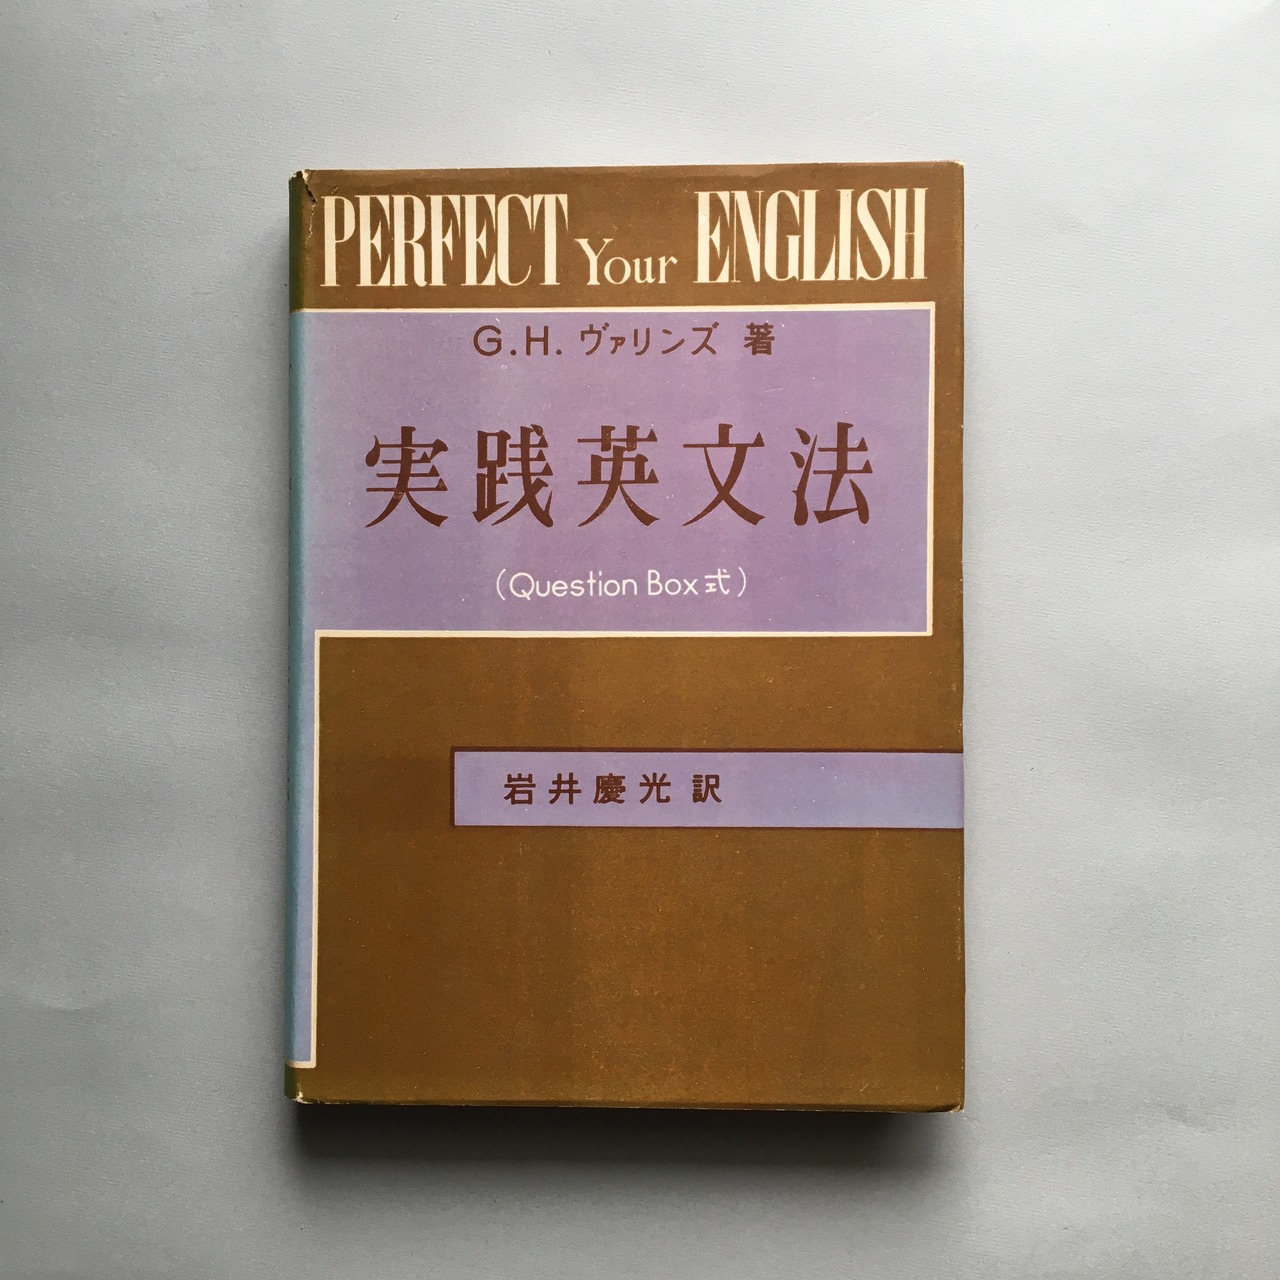 PERFECT Your ENGLISH
G.H. ヴァリンズ 著
実践英文法
(Question Box式)
岩井慶光訳